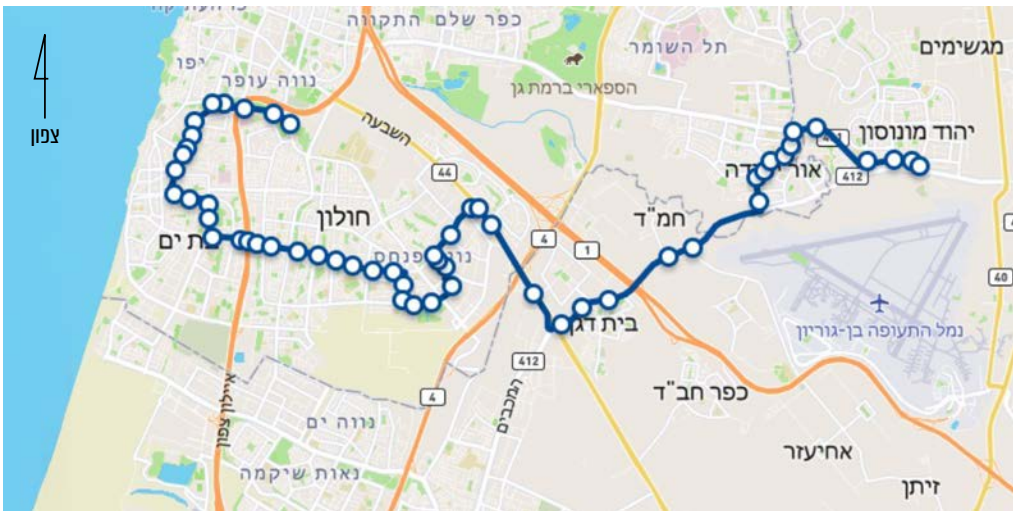 כפר שלם התקווה
מגשימים
תל השומר
יפו
נווה עופר
הספארי ברמת גן
צפון
השבעה
יהוד מונוסון
44
412
חולון
חמ"ד
4
1
40
נמל התעופה בן-גוריון
בית דגן
412
איילון צפון
המכבים
4
כפר חב"ד
נווה ים
אחיעזר
נאות שיקמה
זיתן